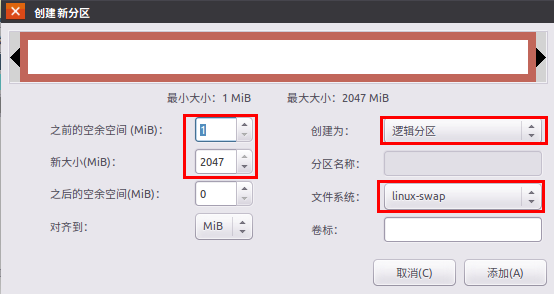 创建新分区
最小大小：1 MiB 最大大小：2047 MiB
之前的空余空间 (MiB)： 1 创建为： 逻辑分区
新大小(MiB)： 2047 分区名称：
之后的空余空间(MiB)： 0 文件系统： linux-swap
对齐到： MiB 卷标：
取消(C) 添加(A)